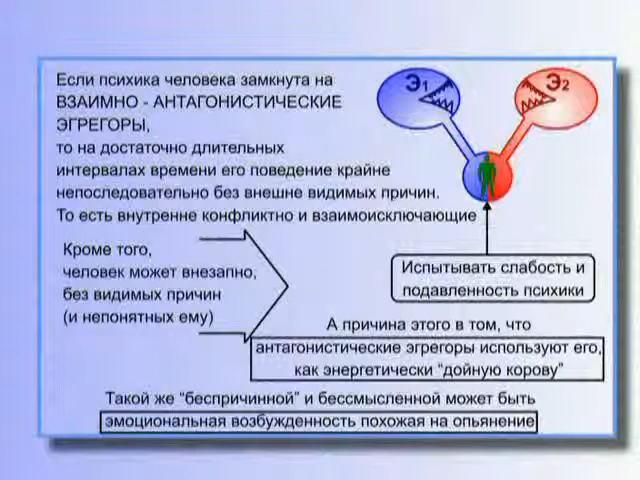 Если психика человека замкнута на
ВЗАИМНО - АНТАГОНИСТИЧЕСКИЕ
ЭГРЕГОРЫ,
то на достаточно длительных
интервалах времени его поведение крайне
непоследовательно без внешне видимых причин.
То есть внутренне конфликтно и взаимоисключающие
Э1
Э2
Кроме того,
человек может внезапно,
без видимых причин
(и непонятных ему)
Испытывать слабость и
подавленность психики
А причина этого в том, что
антагонистические эгрегоры используют его,
как энергетически "дойную корову"
Такой же "беспричинной" и бессмысленной может быть
эмоциональная возбужденность похожая на опьянение